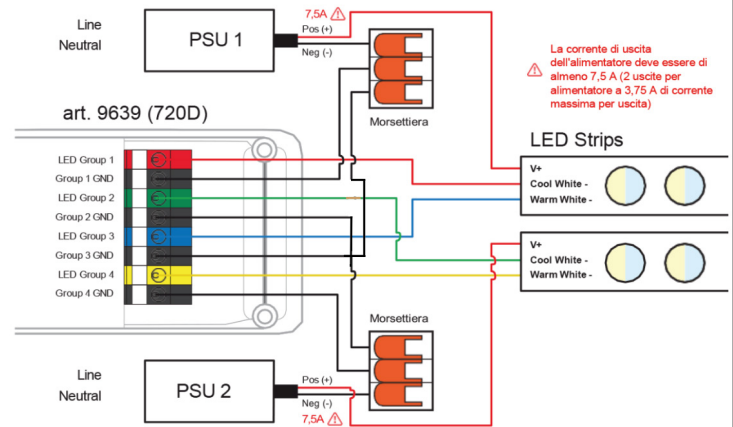 Line
Neutral
PSU 1
7,5A
Pos (+)
Neg (-)
Morsettiera
La corrente di uscita
dell'alimentatore deve essere di
almeno 7,5 A (2 uscite per
alimentatore a 3,75 A di corrente
massima per uscita)
art. 9639 (720D)
LED Strips
LED Group 1
Group 1 GND
LED Group 2
Group 2 GND
LED Group 3
Group 3 GND
LED Group 4
Group 4 GND
V+
Cool White -
Warm White -
V+
Cool White -
Warm White -
Morsettiera
Line
Neutral
PSU 2
Pos (+)
Neg (-)
7,5A